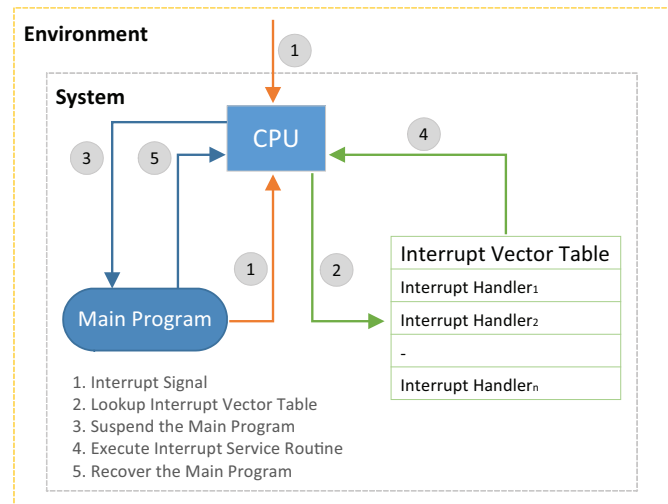 Environment
1
System
CPU
3
5
4
1
2
Interrupt Vector Table
Interrupt Handler₁
Interrupt Handler₂
-
Interrupt Handlerₙ
Main Program
1. Interrupt Signal
2. Lookup Interrupt Vector Table
3. Suspend the Main Program
4. Execute Interrupt Service Routine
5. Recover the Main Program